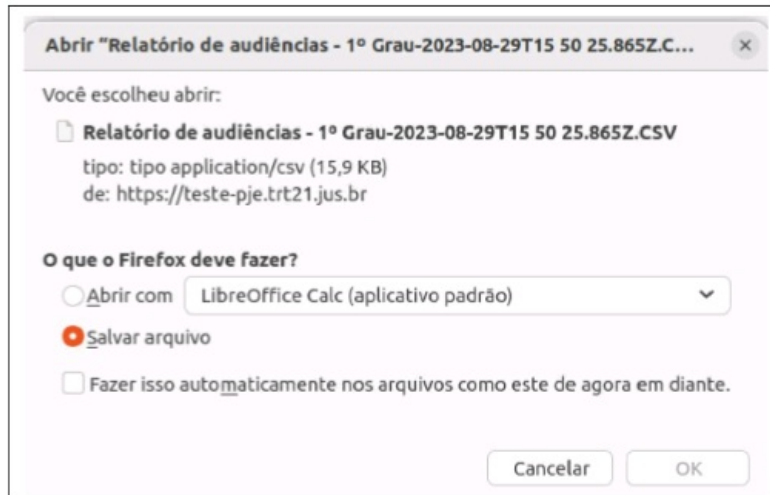 Abrir "Relatório de audiências - 1º Grau-2023-08-29T15 50 25.865Z.C...
Você escolheu abrir:
Relatório de audiências - 1º Grau-2023-08-29T15 50 25.865Z.CSV
tipo: tipo application/csv (15,9 KB)
de: https://teste-pje.trt21.jus.br
O que o Firefox deve fazer?
Abrir com LibreOffice Calc (aplicativo padrão)
Salvar arquivo
Fazer isso automaticamente nos arquivos como este de agora em diante.
Cancelar OK